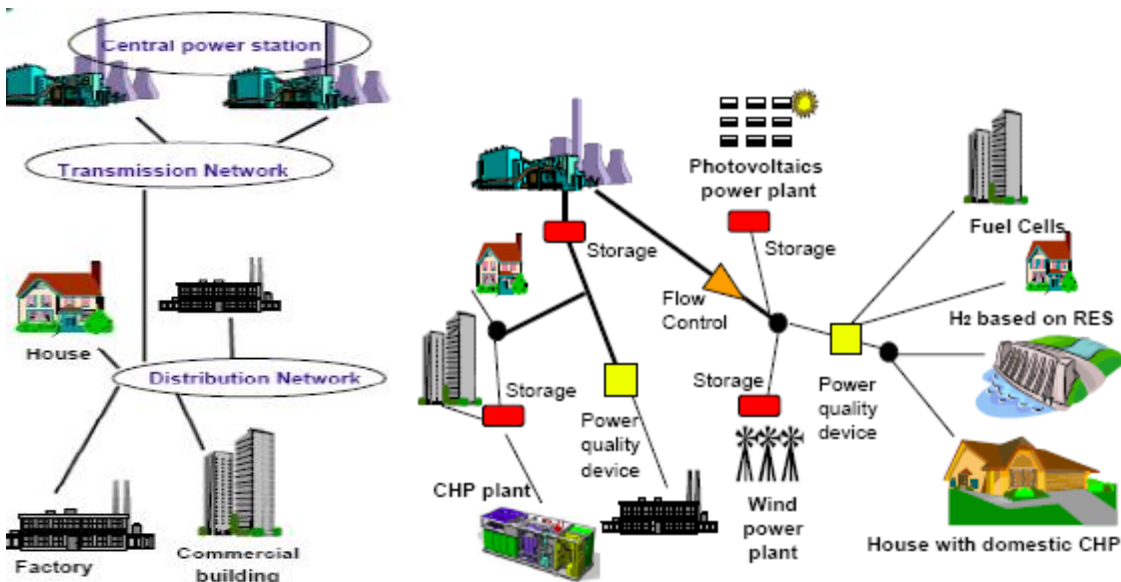 Central power station
Transmission Network
House
Distribution Network
Factory
Commercial
building
Photovoltaics
power plant
Storage
Storage
Flow
Control
Fuel Cells
H2 based on RES
Storage
Storage
Power
quality
device
Power
quality
device
CHP plant
Wind
power
plant
House with domestic CHP